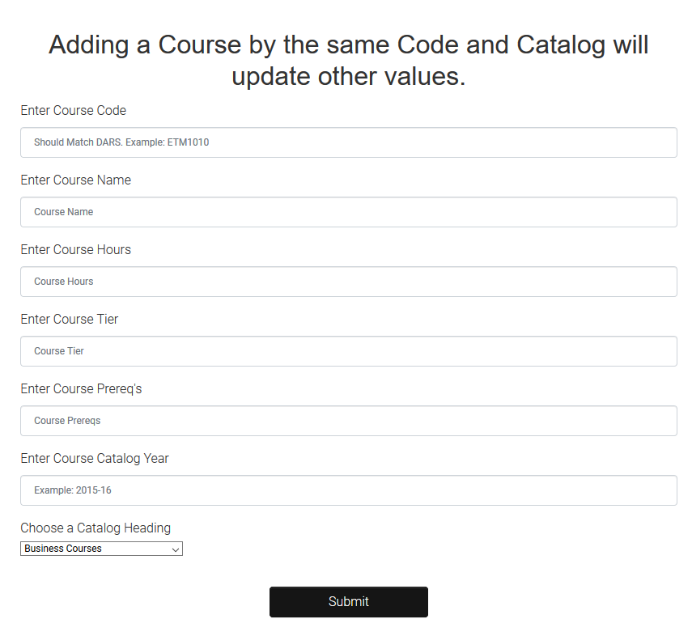 Adding a Course by the same Code and Catalog will
update other values.
Enter Course Code
Should Match DARS. Example: ETM1010
Enter Course Name
Course Name
Enter Course Hours
Course Hours
Enter Course Tier
Course Tier
Enter Course Prereq's
Course Prereqs
Enter Course Catalog Year
Example: 2015-16
Choose a Catalog Heading
Business Courses
Submit